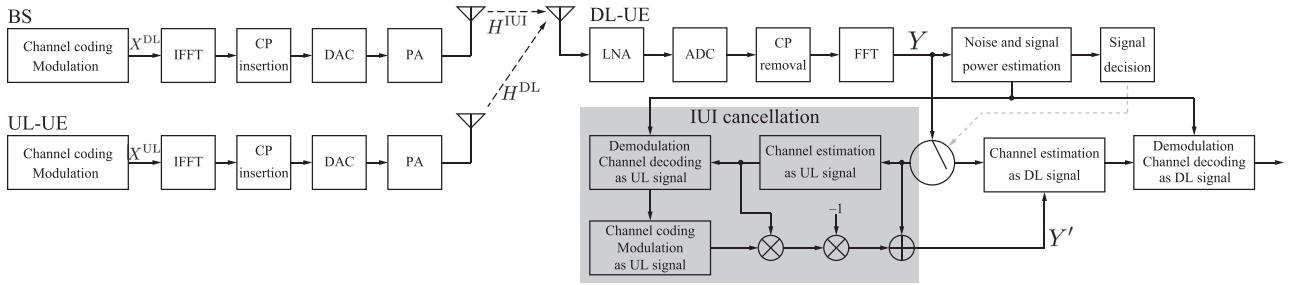 BS
Channel coding
Modulation
X^DL
IFFT
CP
insertion
DAC
PA
H^IUI
H^DL
UL-UE
Channel coding
Modulation
X^UL
IFFT
CP
insertion
DAC
PA
DL-UE
LNA
ADC
CP
removal
FFT
Y
Noise and signal
power estimation
Signal
decision
IUI cancellation
Demodulation
Channel decoding
as UL signal
Channel estimation
as UL signal
Channel estimation
as DL signal
Demodulation
Channel decoding
as DL signal
Channel coding
Modulation
as UL signal
−1
Y′